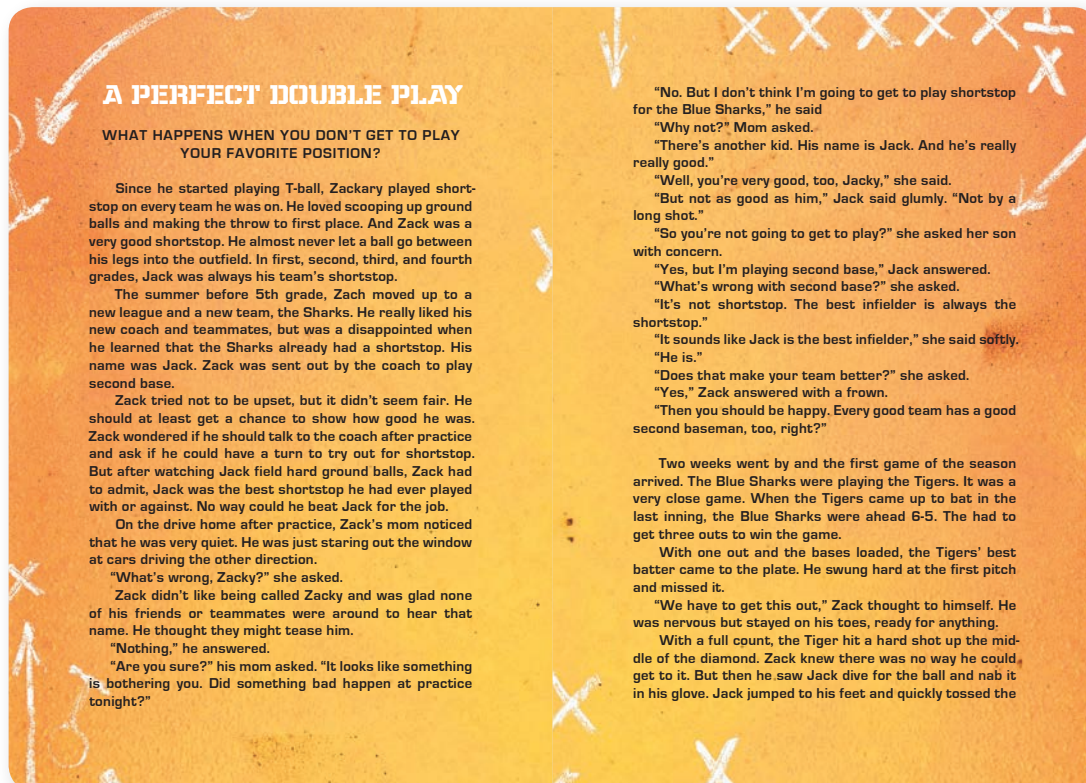 A PERFECT DOUBLE PLAY
WHAT HAPPENS WHEN YOU DON'T GET TO PLAY
YOUR FAVORITE POSITION?
Since he started playing T-ball, Zackary played short-
stop on every team he was on. He loved scooping up ground
balls and making the throw to first place. And Zack was a
very good shortstop. He almost never let a ball go between
his legs into the outfield. In first, second, third, and fourth
grades, Jack was always his team's shortstop.
The summer before 5th grade, Zach moved up to a
new league and a new team, the Sharks. He really liked his
new coach and teammates, but was a disappointed when
he learned that the Sharks already had a shortstop. His
name was Jack. Zack was sent out by the coach to play
second base.
Zack tried not to be upset, but it didn't seem fair. He
should at least get a chance to show how good he was.
Zack wondered if he should talk to the coach after practice
and ask if he could have a turn to try out for shortstop.
But after watching Jack field hard ground balls, Zack had
to admit, Jack was the best shortstop he had ever played
with or against. No way could he beat Jack for the job.
On the drive home after practice, Zack's mom noticed
that he was very quiet. He was just staring out the window
at cars driving the other direction.
"What's wrong, Zacky?" she asked.
Zack didn't like being called Zacky and was glad none
of his friends or teammates were around to hear that
name. He thought they might tease him.
"Nothing," he answered.
"Are you sure?" his mom asked. "It looks like something
is bothering you. Did something bad happen at practice
tonight?"
"No. But I don't think I'm going to get to play shortstop
for the Blue Sharks," he said
"Why not?" Mom asked.
"There's another kid. His name is Jack. And he's really
really good."
"Well, you're very good, too, Jacky," she said.
"But not as good as him," Jack said glumly. "Not by a
long shot."
"So you're not going to get to play?" she asked her son
with concern.
"Yes, but I'm playing second base," Jack answered.
"What's wrong with second base?" she asked.
"It's not shortstop. The best infielder is always the
shortstop."
"It sounds like Jack is the best infielder," she said softly.
"He is."
"Does that make your team better?" she asked.
"Yes," Zack answered with a frown.
"Then you should be happy. Every good team has a good
second baseman, too, right?"
Two weeks went by and the first game of the season
arrived. The Blue Sharks were playing the Tigers. It was a
very close game. When the Tigers came up to bat in the
last inning, the Blue Sharks were ahead 6-5. The had to
get three outs to win the game.
With one out and the bases loaded, the Tigers' best
batter came to the plate. He swung hard at the first pitch
and missed it.
"We have to get this out," Zack thought to himself. He
was nervous but stayed on his toes, ready for anything.
With a full count, the Tiger hit a hard shot up the mid-
dle of the diamond. Zack knew there was no way he could
get to it. But then he saw Jack dive for the ball and nab it
in his glove. Jack jumped to his feet and quickly tossed the